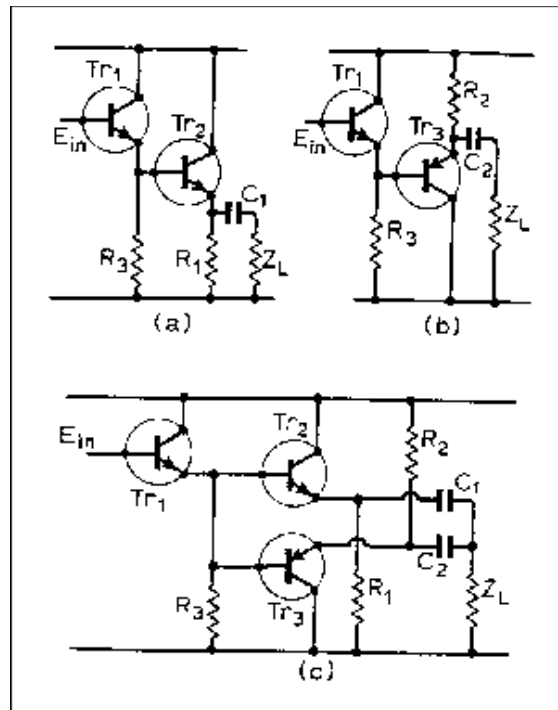 Tr1
Ein
Tr2
C1
R3
R1
ZL
(a)
Tr1
R2
Ein
Tr3
C2
R3
ZL
(b)
Ein
Tr1
Tr2
R2
C1
C2
R3
Tr3
R1
ZL
(c)